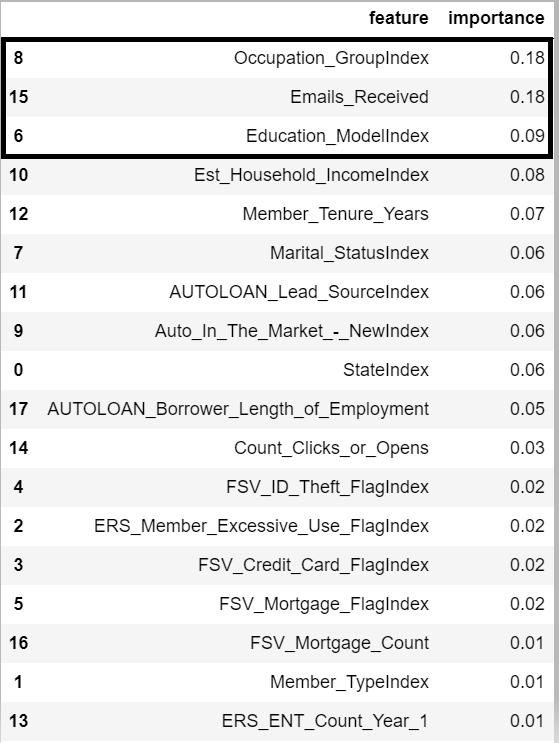 feature importance
8 Occupation_GroupIndex 0.18
15 Emails_Received 0.18
6 Education_ModelIndex 0.09
10 Est_Household_IncomeIndex 0.08
12 Member_Tenure_Years 0.07
7 Marital_StatusIndex 0.06
11 AUTOLOAN_Lead_SourceIndex 0.06
9 Auto_In_The_Market_-_NewIndex 0.06
0 StateIndex 0.06
17 AUTOLOAN_Borrower_Length_of_Employment 0.05
14 Count_Clicks_or_Opens 0.03
4 FSV_ID_Theft_FlagIndex 0.02
2 ERS_Member_Excessive_Use_FlagIndex 0.02
3 FSV_Credit_Card_FlagIndex 0.02
5 FSV_Mortgage_FlagIndex 0.02
16 FSV_Mortgage_Count 0.01
1 Member_TypeIndex 0.01
13 ERS_ENT_Count_Year_1 0.01